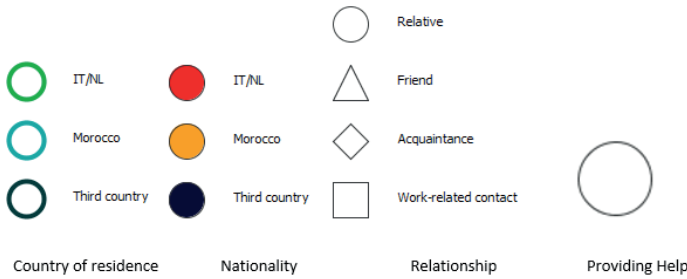 Relative
IT/NL IT/NL Friend
Morocco Morocco Acquaintance
Third country Third country Work-related contact
Country of residence Nationality Relationship Providing Help